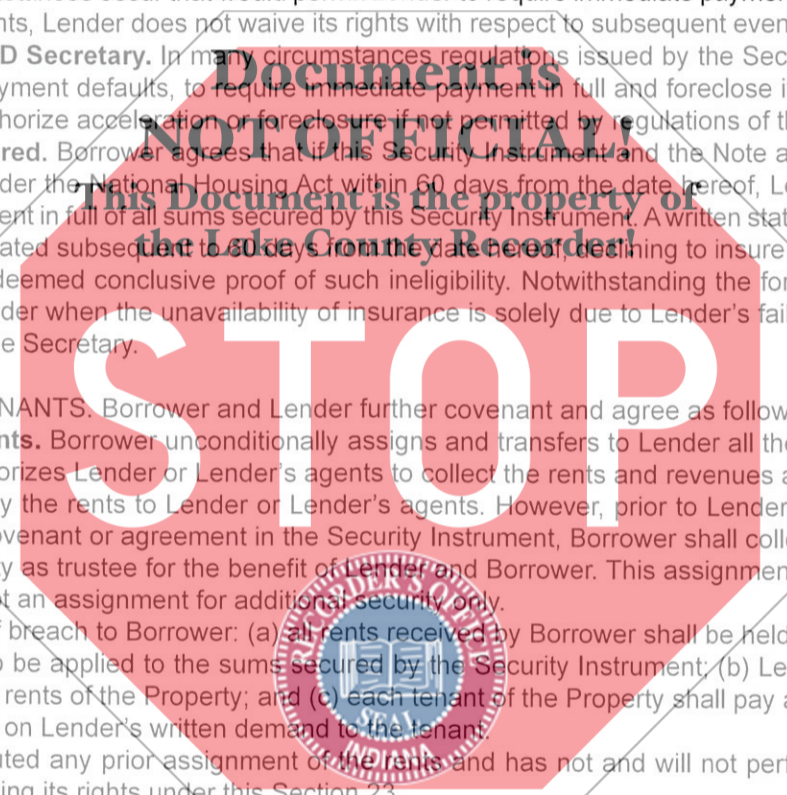 nts, Lender does not waive its rights with respect to subsequent even
D Secretary. In many circumstances regulations issued by the Sec
yment defaults, to require immediate payment in full and foreclose i
horize acceleration or foreclosure if not permitted by regulations of t
red. Borrower agrees that if this Security Instrument and the Note a
der the National Housing Act within 60 days from the date hereof, L
ent in full of all sums secured by this Security Instrument. A written stat
ated subsequent to 60 days from the date hereof, declining to insure
deemed conclusive proof of such ineligibility. Notwithstanding the for
der when the unavailability of insurance is solely due to Lender's fail
e Secretary.
NANTS. Borrower and Lender further covenant and agree as follow
nts. Borrower unconditionally assigns and transfers to Lender all the
orizes Lender or Lender's agents to collect the rents and revenues a
y the rents to Lender or Lender's agents. However, prior to Lender
ovenant or agreement in the Security Instrument, Borrower shall coll
ty as trustee for the benefit of Lender and Borrower. This assignmen
t an assignment for additional security only.
f breach to Borrower: (a) all rents received by Borrower shall be held
o be applied to the sums secured by the Security Instrument; (b) Le
rents of the Property; and (c) each tenant of the Property shall pay a
on Lender's written demand to the tenant.
uted any prior assignment of the rents and has not and will not perf
ing its rights under this Section 23.
Document is
NOT OFFICIAL!
This Document is the property of
the Lake County Recorder!
STOP
RECORDER'S OFFICE
SEAL
INDIANA